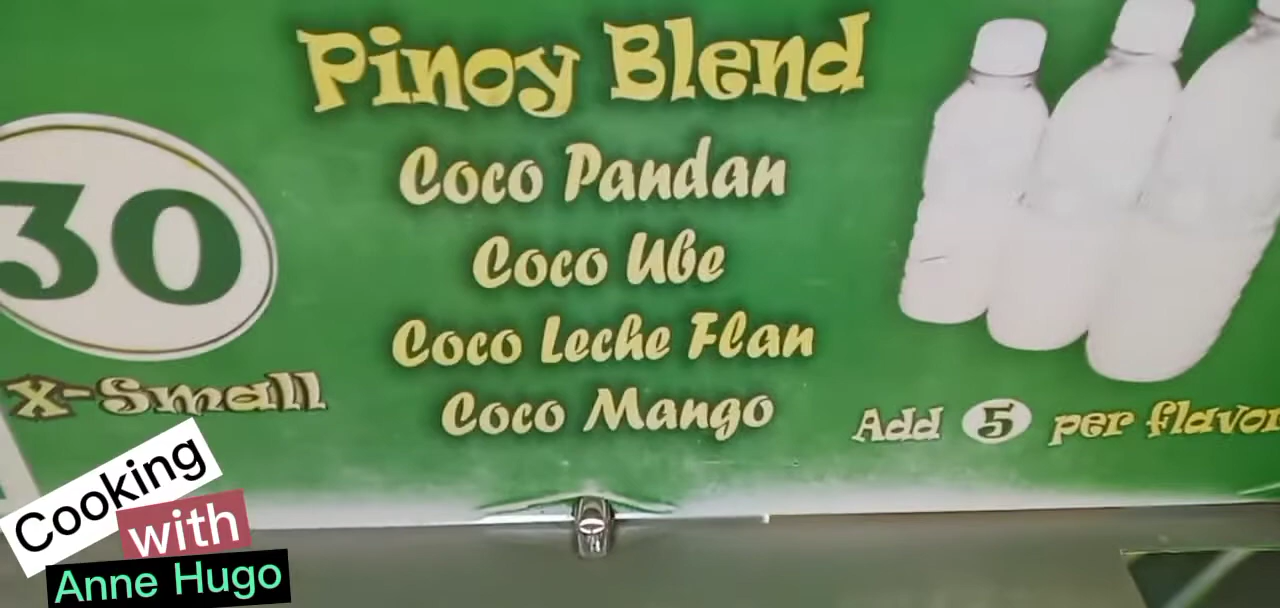 Pinoy Blend
Coco Pandan
Coco Ube
Coco Leche Flan
Coco Mango
30
X-Small
Add 5 per flavor
Cooking
with
Anne Hugo